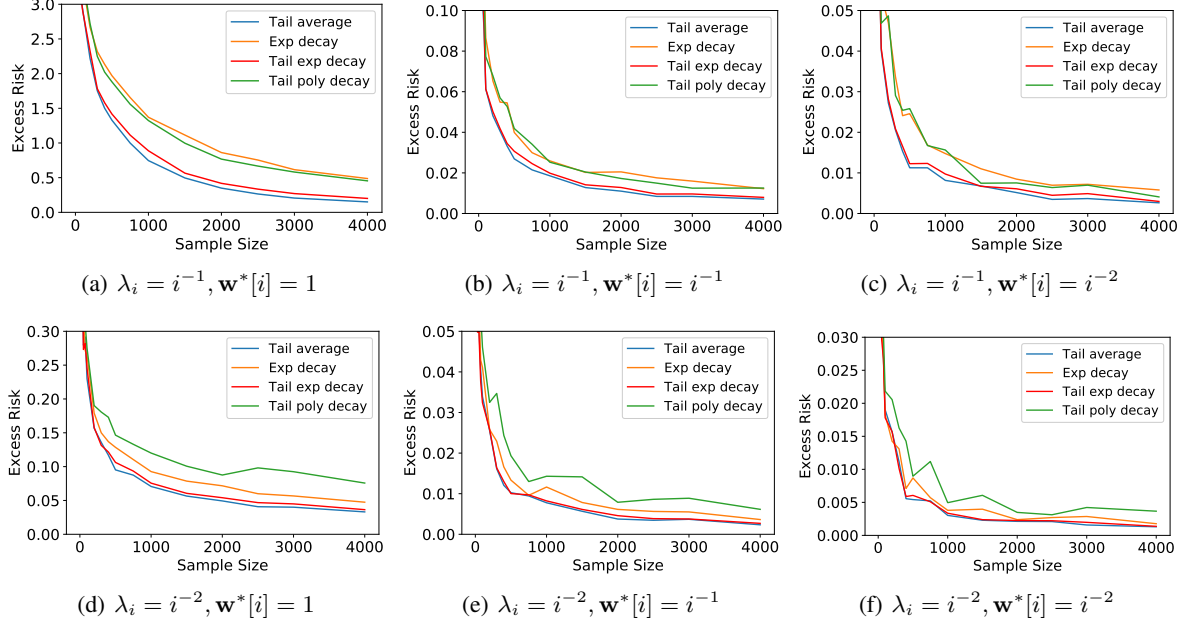 3.0
2.5
2.0
1.5
1.0
0.5
0.0
Excess Risk
Tail average
Exp decay
Tail exp decay
Tail poly decay
0 1000 2000 3000 4000
Sample Size
(a) λ_i = i^{-1}, w*[i] = 1
0.10
0.08
0.06
0.04
0.02
0.00
Excess Risk
Tail average
Exp decay
Tail exp decay
Tail poly decay
0 1000 2000 3000 4000
Sample Size
(b) λ_i = i^{-1}, w*[i] = i^{-1}
0.05
0.04
0.03
0.02
0.01
0.00
Excess Risk
Tail average
Exp decay
Tail exp decay
Tail poly decay
0 1000 2000 3000 4000
Sample Size
(c) λ_i = i^{-1}, w*[i] = i^{-2}
0.30
0.25
0.20
0.15
0.10
0.05
0.00
Excess Risk
Tail average
Exp decay
Tail exp decay
Tail poly decay
0 1000 2000 3000 4000
Sample Size
(d) λ_i = i^{-2}, w*[i] = 1
0.05
0.04
0.03
0.02
0.01
0.00
Excess Risk
Tail average
Exp decay
Tail exp decay
Tail poly decay
0 1000 2000 3000 4000
Sample Size
(e) λ_i = i^{-2}, w*[i] = i^{-1}
0.030
0.025
0.020
0.015
0.010
0.005
0.000
Excess Risk
Tail average
Exp decay
Tail exp decay
Tail poly decay
0 1000 2000 3000 4000
Sample Size
(f) λ_i = i^{-2}, w*[i] = i^{-2}